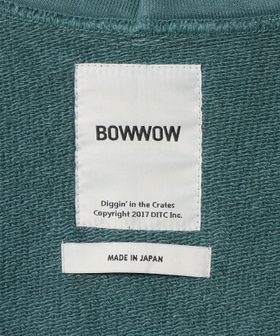 BOWWOW
Diggin' in the Crates
Copyright 2017 DITC Inc.
MADE IN JAPAN